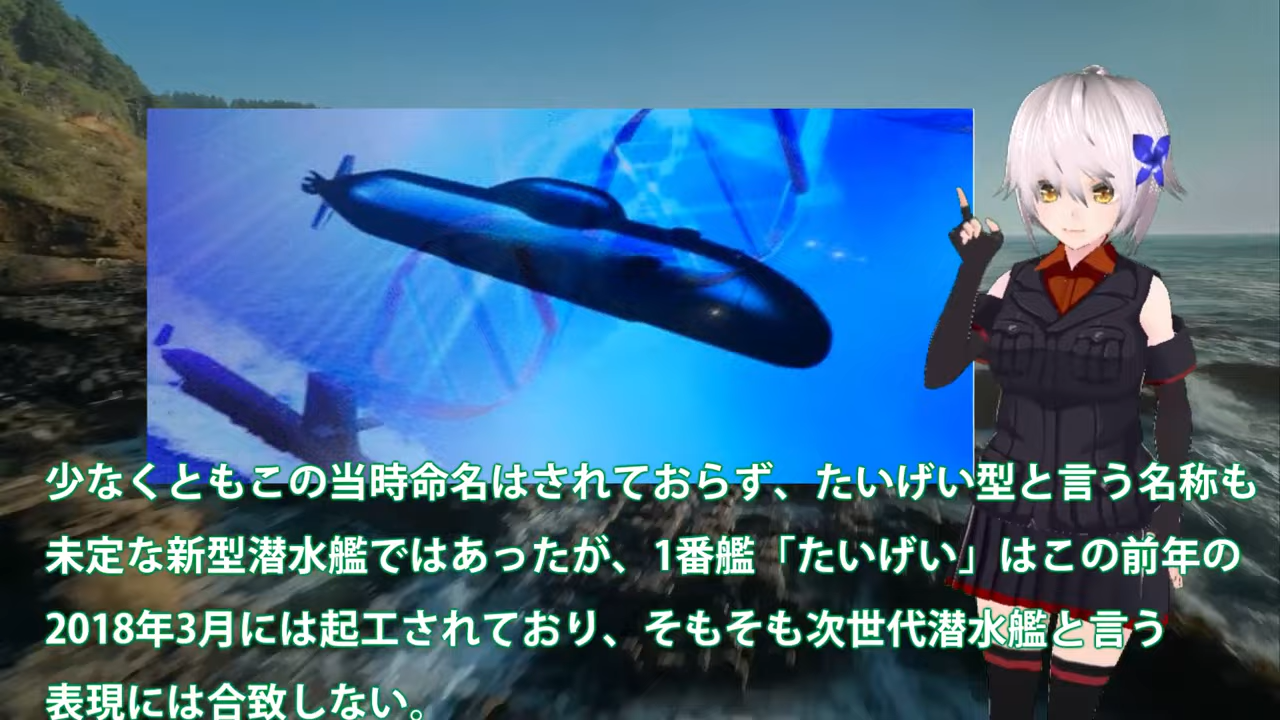 少なくともこの当時命名はされておらず、たいげい型と言う名称も
未定な新型潜水艦ではあったが、1番艦「たいげい」はこの前年の
2018年3月には起工されており、そもそも次世代潜水艦と言う
表現には合致しない。